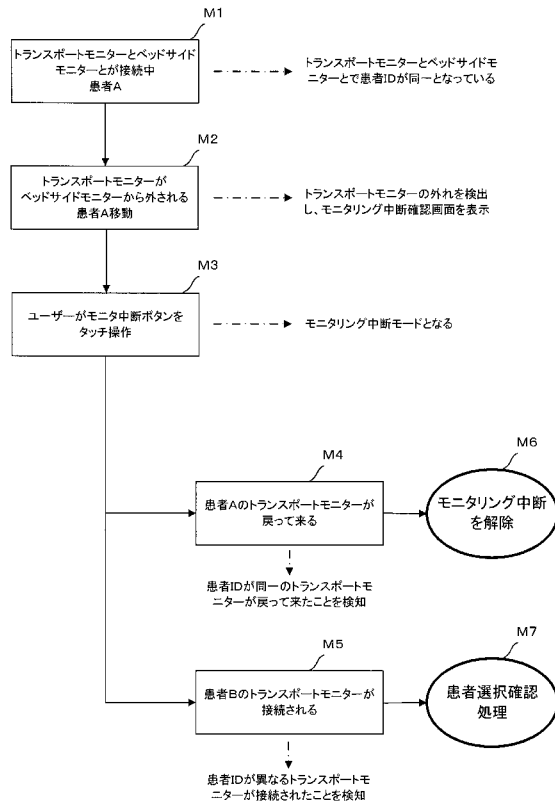 M1
トランスポートモニターとベッドサイド
モニターとが接続中
患者A
トランスポートモニターとベッドサイドモ
ニターとで患者IDが同一となっている
M2
トランスポートモニターが
ベッドサイドモニターから外される
患者A移動
トランスポートモニターの外れを検出
し、モニタリング中断確認画面を表示
M3
ユーザーがモニタ中断ボタンを
タッチ操作
モニタリング中断モードとなる
M4
患者Aのトランスポートモニターが
戻って来る
M6
モニタリング中断
を解除
患者IDが同一のトランスポートモ
ニターが戻って来たことを検知
M5
患者Bのトランスポートモニターが
接続される
M7
患者選択確認
処理
患者IDが異なるトランスポートモ
ニターが接続されたことを検知